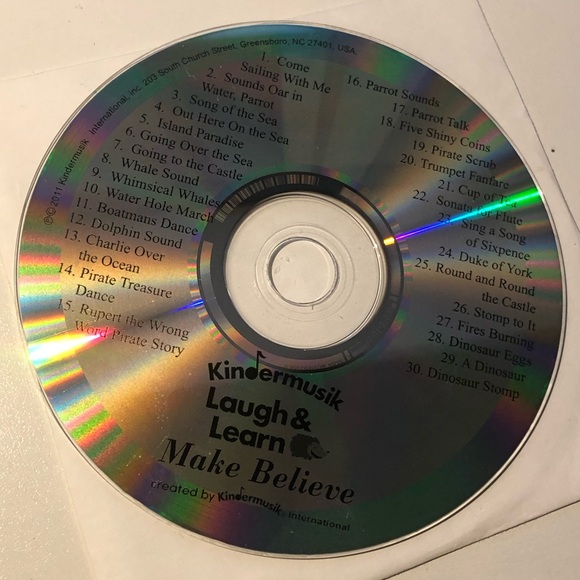 ℗© 2011 Kindermusik International, Inc. 203 South Church Street, Greensboro, NC 27401, USA.
1. Come
Sailing With Me
2. Sounds Oar in
Water, Parrot
3. Song of the Sea
4. Out Here On the Sea
5. Island Paradise
6. Going Over the Sea
7. Going to the Castle
8. Whale Sound
9. Whimsical Whales
10. Water Hole March
11. Boatmans Dance
12. Dolphin Sound
13. Charlie Over
the Ocean
14. Pirate Treasure
Dance
15. Rupert the Wrong
Word Pirate Story
16. Parrot Sounds
17. Parrot Talk
18. Five Shiny Coins
19. Pirate Scrub
20. Trumpet Fanfare
21. Cup of Tea
22. Sonata for Flute
23. Sing a Song
of Sixpence
24. Duke of York
25. Round and Round
the Castle
26. Stomp to It
27. Fires Burning
28. Dinosaur Eggs
29. A Dinosaur
30. Dinosaur Stomp
Kindermusik
Laugh &
Learn
Make Believe
created by Kindermusik International